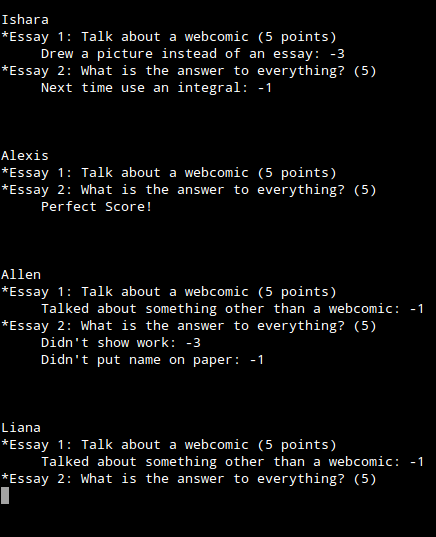 Ishara
*Essay 1: Talk about a webcomic (5 points)
Drew a picture instead of an essay: -3
*Essay 2: What is the answer to everything? (5)
Next time use an integral: -1
Alexis
*Essay 1: Talk about a webcomic (5 points)
*Essay 2: What is the answer to everything? (5)
Perfect Score!
Allen
*Essay 1: Talk about a webcomic (5 points)
Talked about something other than a webcomic: -1
*Essay 2: What is the answer to everything? (5)
Didn't show work: -3
Didn't put name on paper: -1
Liana
*Essay 1: Talk about a webcomic (5 points)
Talked about something other than a webcomic: -1
*Essay 2: What is the answer to everything? (5)